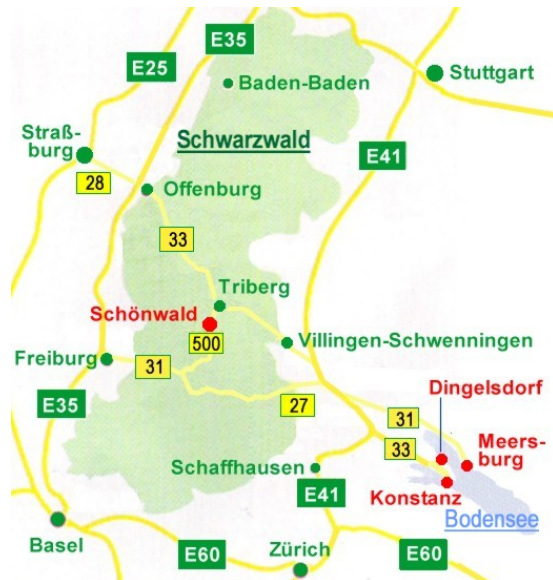 E35
E25
Stuttgart
Baden-Baden
Straß-
burg
Schwarzwald
E41
28
Offenburg
33
Triberg
Schönwald
500
Villingen-Schwenningen
Freiburg
31
Dingelsdorf
E35
27
31
33
Meers-
burg
Schaffhausen
E41
Konstanz
Bodensee
Basel
E60
Zürich
E60